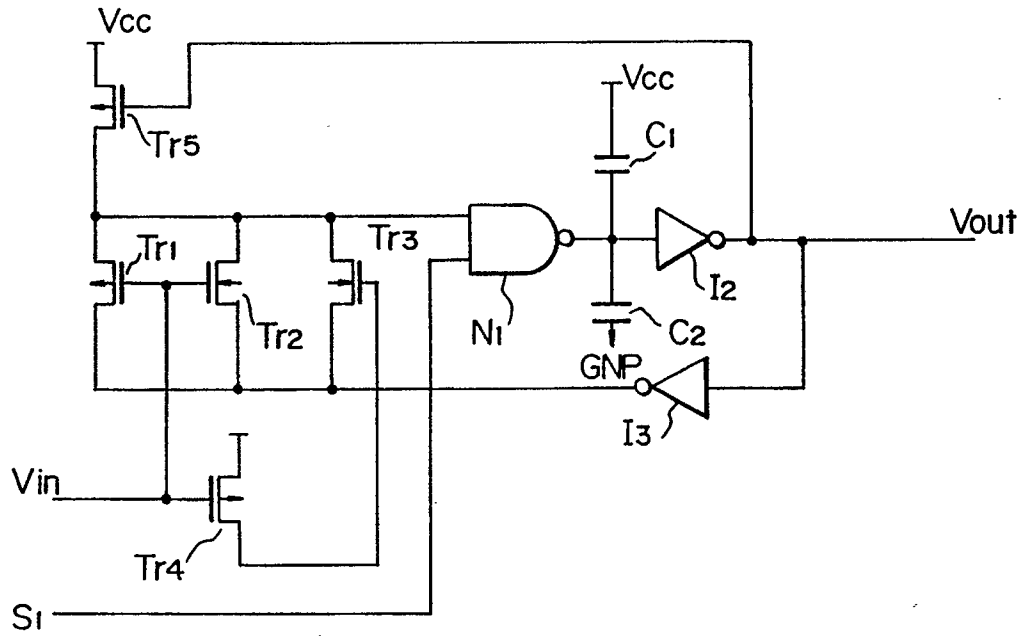 Vcc
Vcc
C1
Tr5
Tr1
Tr3
Vout
Tr2
N1
I2
C2
GNP
I3
Vin
Tr4
S1